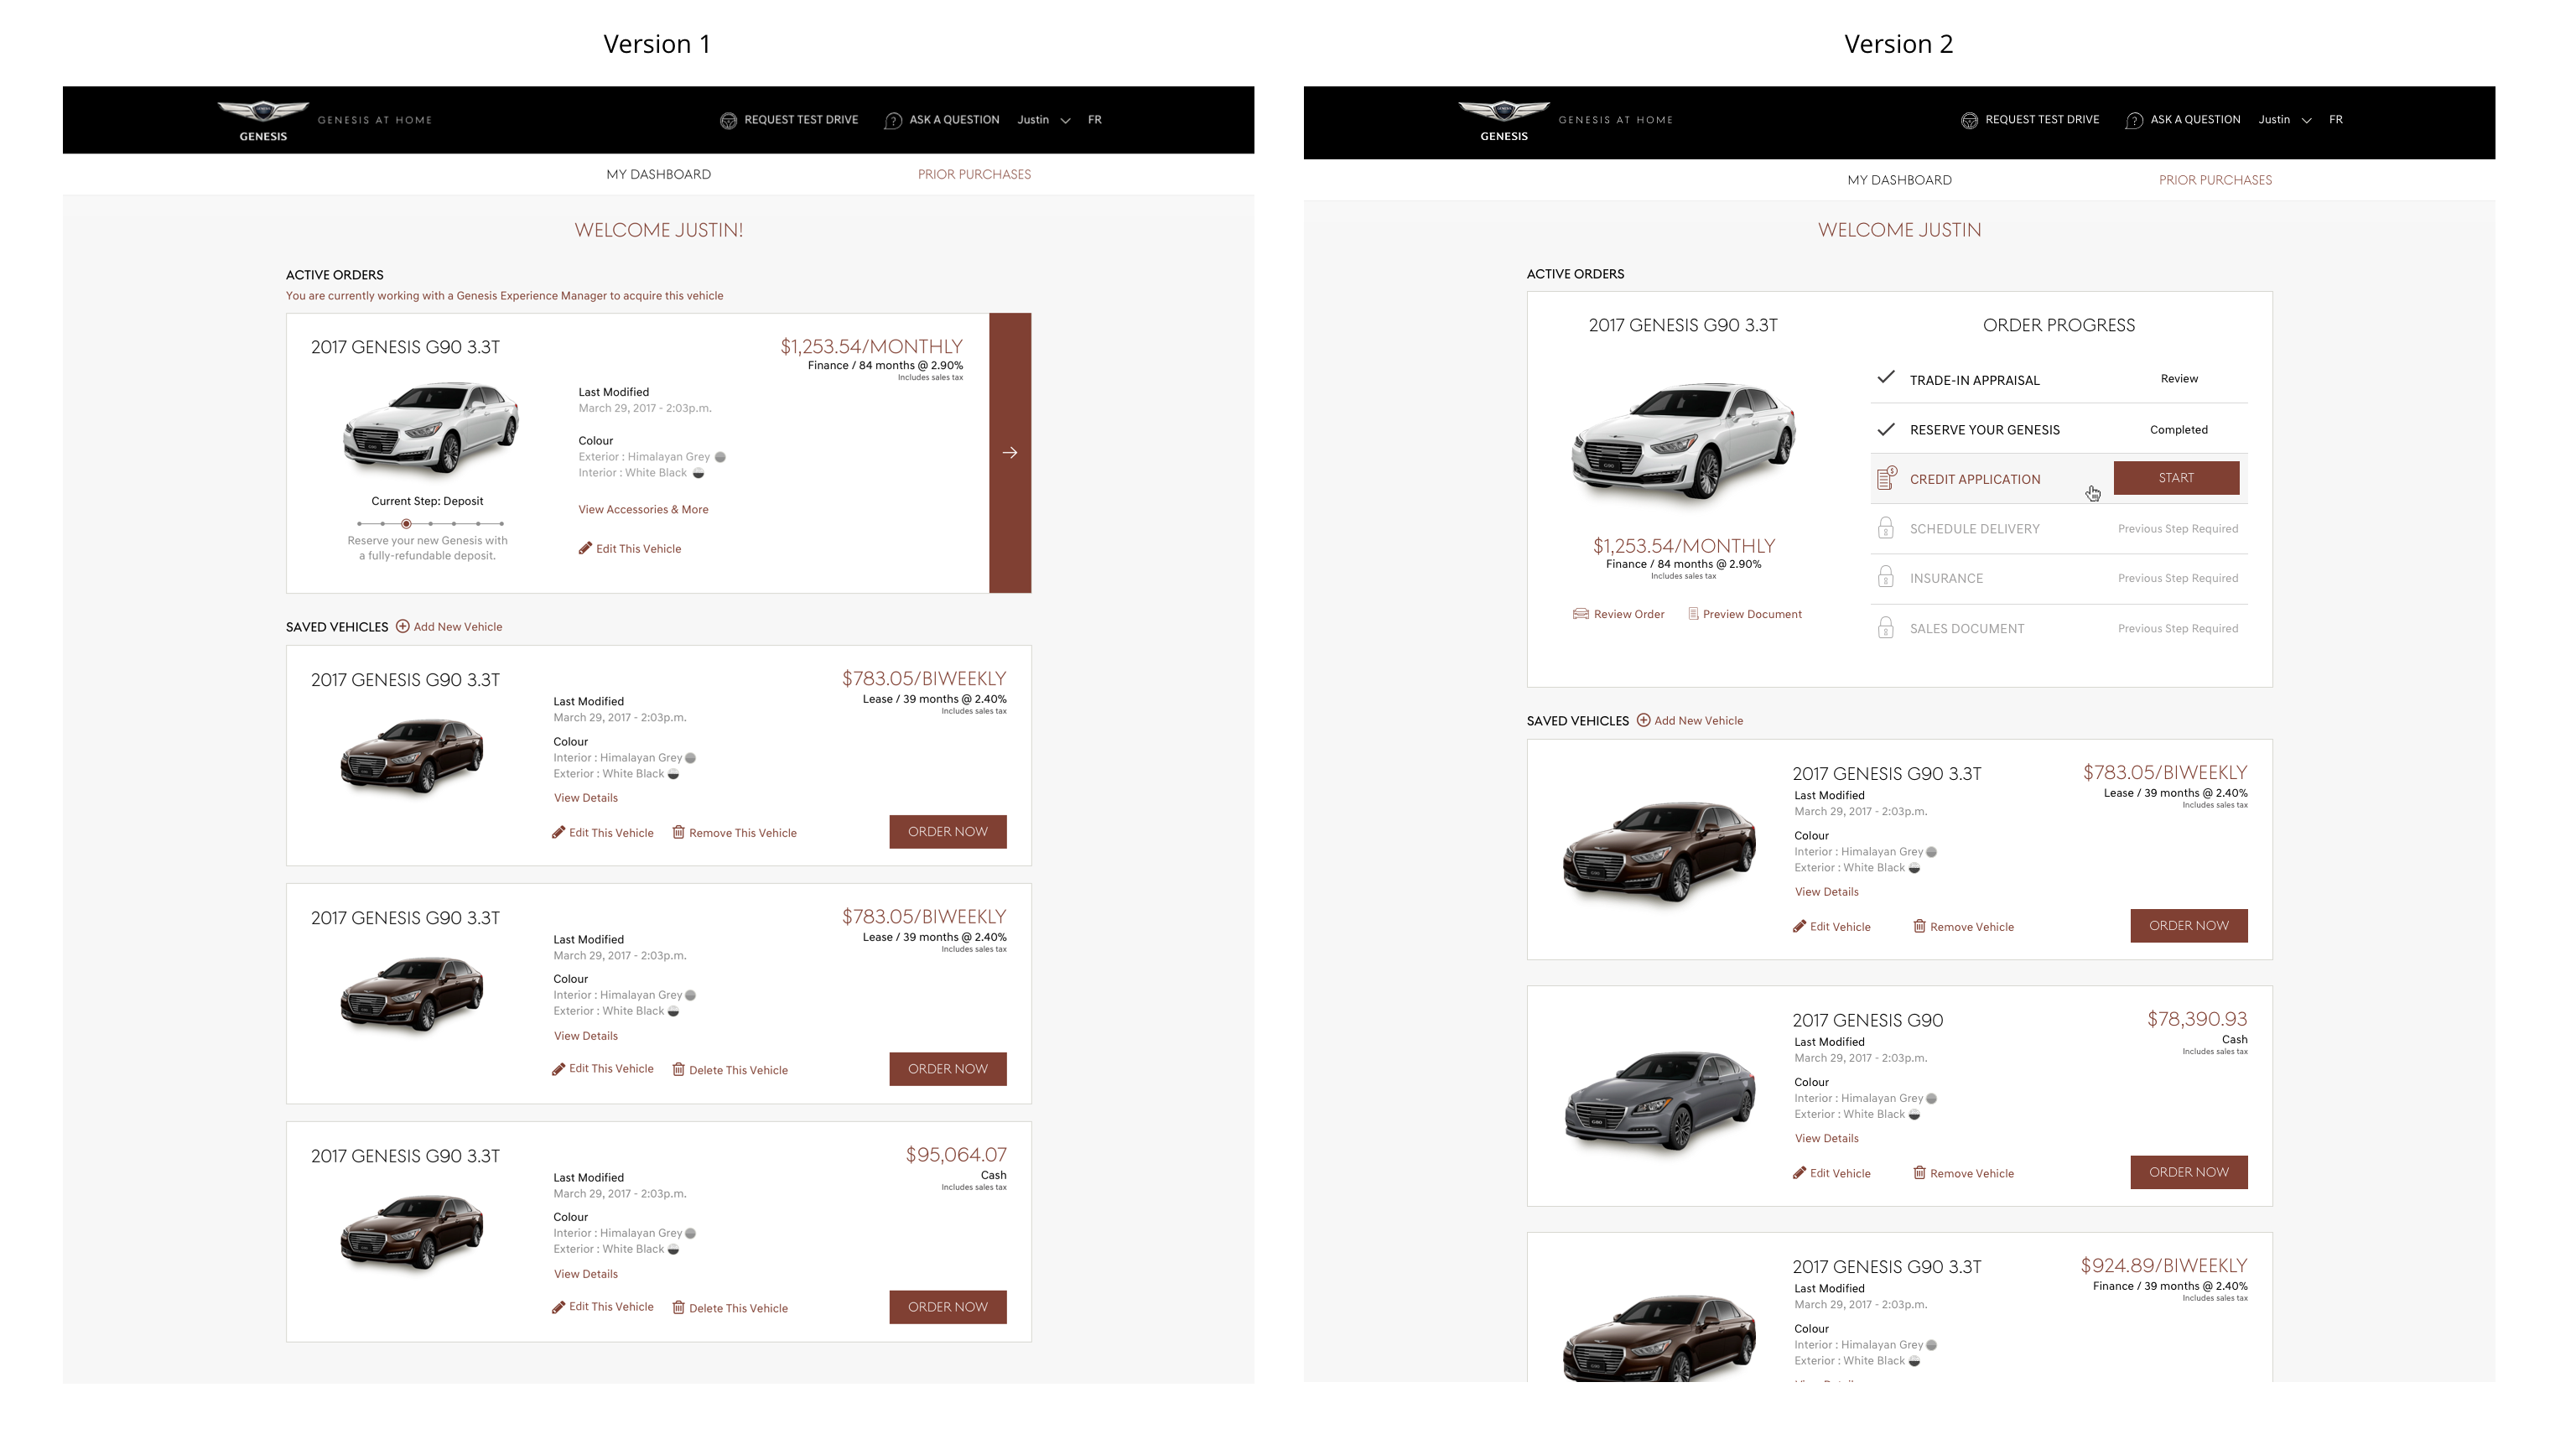 Version 1
GENESIS
GENESIS AT HOME
REQUEST TEST DRIVE
ASK A QUESTION
Justin
FR
MY DASHBOARD
PRIOR PURCHASES
WELCOME JUSTIN!
ACTIVE ORDERS
You are currently working with a Genesis Experience Manager to acquire this vehicle
2017 GENESIS G90 3.3T
$1,253.54/MONTHLY
Finance / 84 months @ 2.90%
Includes sales tax
Last Modified
March 29, 2017 - 2:03p.m.
Colour
Exterior : Himalayan Grey
Interior : White Black
View Accessories & More
Edit This Vehicle
Current Step: Deposit
Reserve your new Genesis with
a fully-refundable deposit.
SAVED VEHICLES
Add New Vehicle
2017 GENESIS G90 3.3T
$783.05/BIWEEKLY
Lease / 39 months @ 2.40%
Includes sales tax
Last Modified
March 29, 2017 - 2:03p.m.
Colour
Interior : Himalayan Grey
Exterior : White Black
View Details
Edit This Vehicle
Remove This Vehicle
ORDER NOW
2017 GENESIS G90 3.3T
$783.05/BIWEEKLY
Lease / 39 months @ 2.40%
Includes sales tax
Last Modified
March 29, 2017 - 2:03p.m.
Colour
Interior : Himalayan Grey
Exterior : White Black
View Details
Edit This Vehicle
Delete This Vehicle
ORDER NOW
2017 GENESIS G90 3.3T
$95,064.07
Cash
Includes sales tax
Last Modified
March 29, 2017 - 2:03p.m.
Colour
Interior : Himalayan Grey
Exterior : White Black
View Details
Edit This Vehicle
Delete This Vehicle
ORDER NOW
Version 2
GENESIS
GENESIS AT HOME
REQUEST TEST DRIVE
ASK A QUESTION
Justin
FR
MY DASHBOARD
PRIOR PURCHASES
WELCOME JUSTIN
ACTIVE ORDERS
2017 GENESIS G90 3.3T
$1,253.54/MONTHLY
Finance / 84 months @ 2.90%
Includes sales tax
Review Order
Preview Document
ORDER PROGRESS
TRADE-IN APPRAISAL
Review
RESERVE YOUR GENESIS
Completed
CREDIT APPLICATION
START
SCHEDULE DELIVERY
Previous Step Required
INSURANCE
Previous Step Required
SALES DOCUMENT
Previous Step Required
SAVED VEHICLES
Add New Vehicle
2017 GENESIS G90 3.3T
$783.05/BIWEEKLY
Lease / 39 months @ 2.40%
Includes sales tax
Last Modified
March 29, 2017 - 2:03p.m.
Colour
Interior : Himalayan Grey
Exterior : White Black
View Details
Edit Vehicle
Remove Vehicle
ORDER NOW
2017 GENESIS G90
$78,390.93
Cash
Includes sales tax
Last Modified
March 29, 2017 - 2:03p.m.
Colour
Interior : Himalayan Grey
Exterior : White Black
View Details
Edit Vehicle
Remove Vehicle
ORDER NOW
2017 GENESIS G90 3.3T
$924.89/BIWEEKLY
Finance / 39 months @ 2.40%
Includes sales tax
Last Modified
March 29, 2017 - 2:03p.m.
Colour
Interior : Himalayan Grey
Exterior : White Black